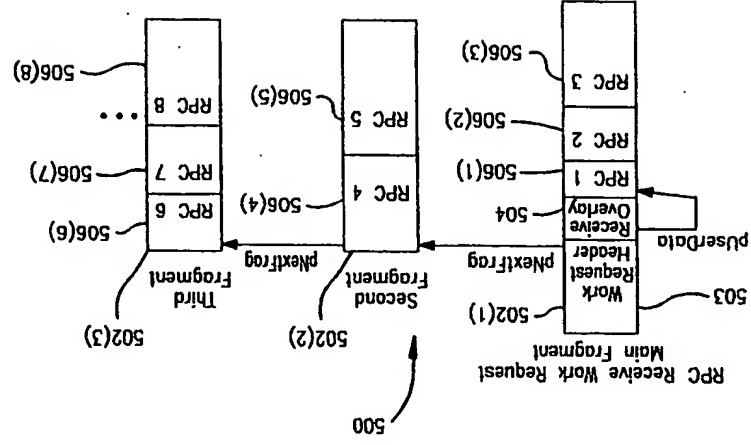 500
RPC Receive Work Request
Main Fragment
502(1)
503
Work
Request
Header
pNextFrag
Receive
Overlay
504
pUserData
RPC 1
506(1)
RPC 2
506(2)
RPC 3
506(3)
502(2)
Second
Fragment
pNextFrag
RPC 4
506(4)
RPC 5
506(5)
502(3)
Third
Fragment
RPC 6
506(6)
RPC 7
506(7)
RPC 8
506(8)
...